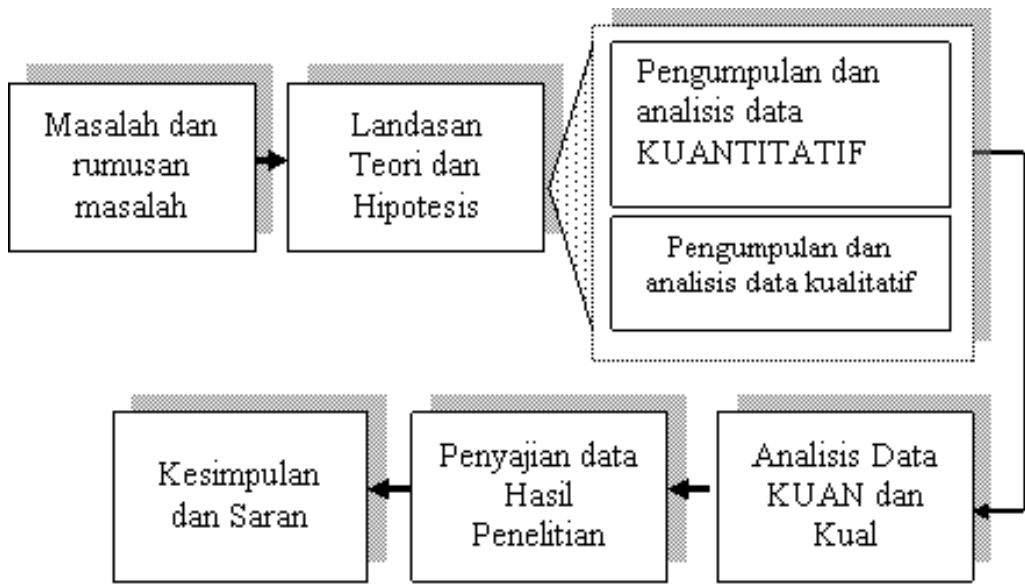 Masalah dan
rumusan
masalah
Landasan
Teori dan
Hipotesis
Pengumpulan dan
analisis data
KUANTITATIF
Pengumpulan dan
analisis data kualitatif
Analisis Data
KUAN dan
Kual
Penyajian data
Hasil
Penelitian
Kesimpulan
dan Saran